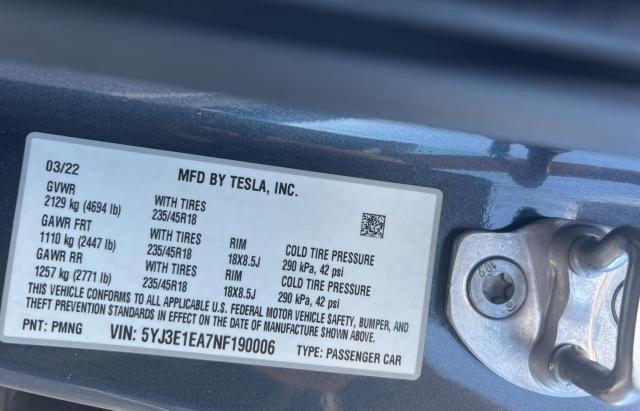 03/22 MFD BY TESLA, INC.
GVWR
2129 kg (4694 lb) WITH TIRES
235/45R18
GAWR FRT
1110 kg (2447 lb) WITH TIRES RIM COLD TIRE PRESSURE
235/45R18 18X8.5J 290 kPa, 42 psi
GAWR RR
1257 kg (2771 lb) WITH TIRES RIM COLD TIRE PRESSURE
235/45R18 18X8.5J 290 kPa, 42 psi
THIS VEHICLE CONFORMS TO ALL APPLICABLE U.S. FEDERAL MOTOR VEHICLE SAFETY, BUMPER, AND
THEFT PREVENTION STANDARDS IN EFFECT ON THE DATE OF MANUFACTURE SHOWN ABOVE.
PNT: PMNG VIN: 5YJ3E1EA7NF190006 TYPE: PASSENGER CAR
10.9